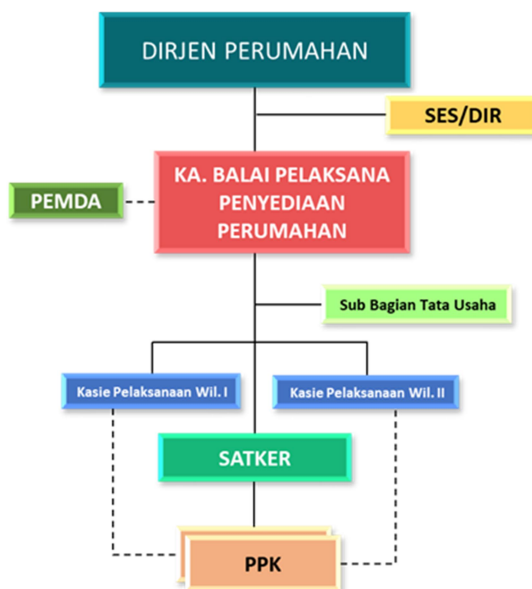 DIRJEN PERUMAHAN
SES/DIR
KA. BALAI PELAKSANA
PENYEDIAAN
PERUMAHAN
PEMDA
Sub Bagian Tata Usaha
Kasie Pelaksanaan Wil. I
Kasie Pelaksanaan Wil. II
SATKER
PPK